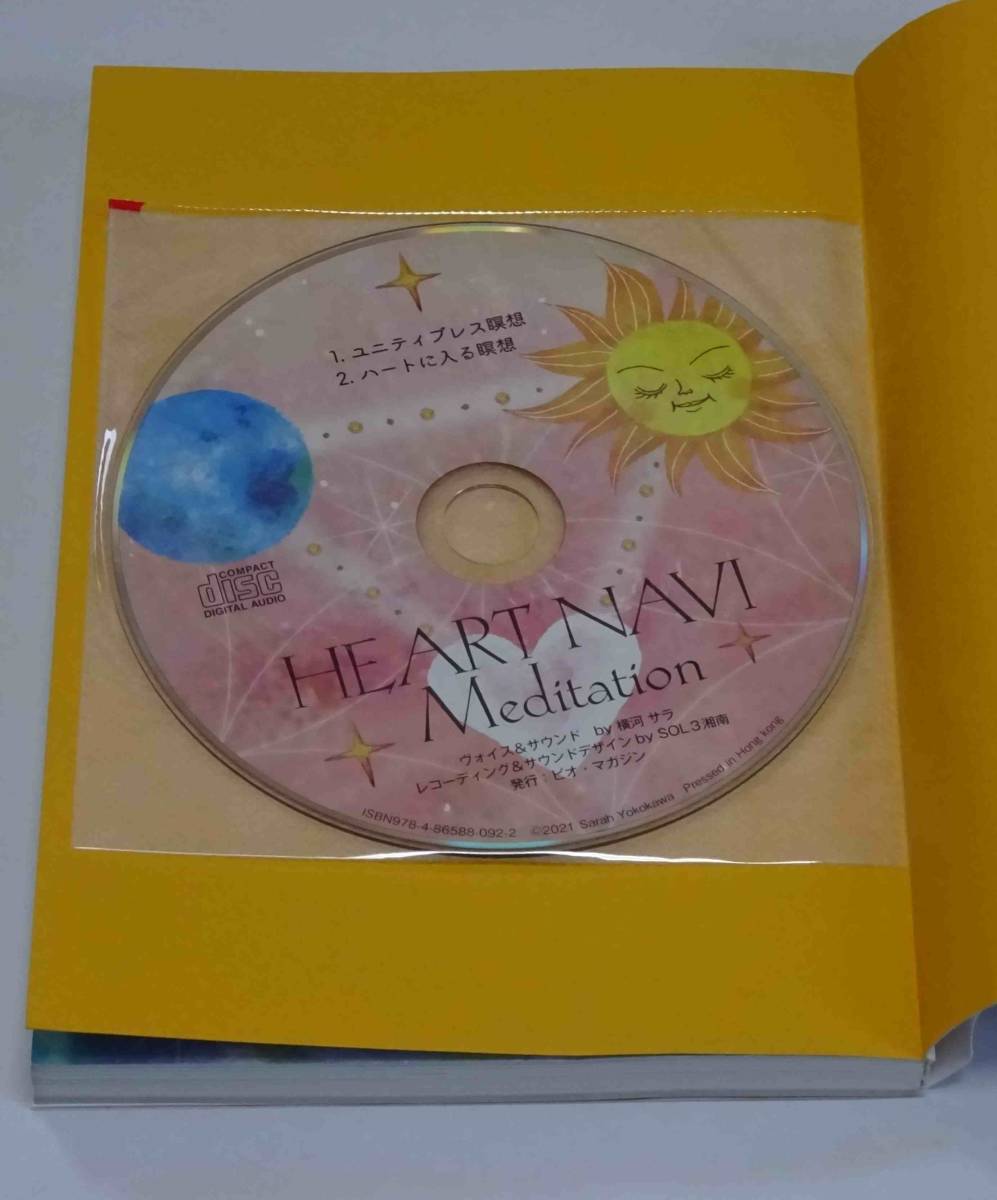 1. ユニティブレス瞑想
2. ハートに入る瞑想
COMPACT
disc
DIGITAL AUDIO
HEART NAVI
Meditation
ヴォイス&サウンド by 横河 サラ
レコーディング&サウンドデザイン by SOL3湘南
発行：ビオ・マガジン
ISBN978-4-86588-092-2 ©2021 Sarah Yokokawa Pressed in Hong kong